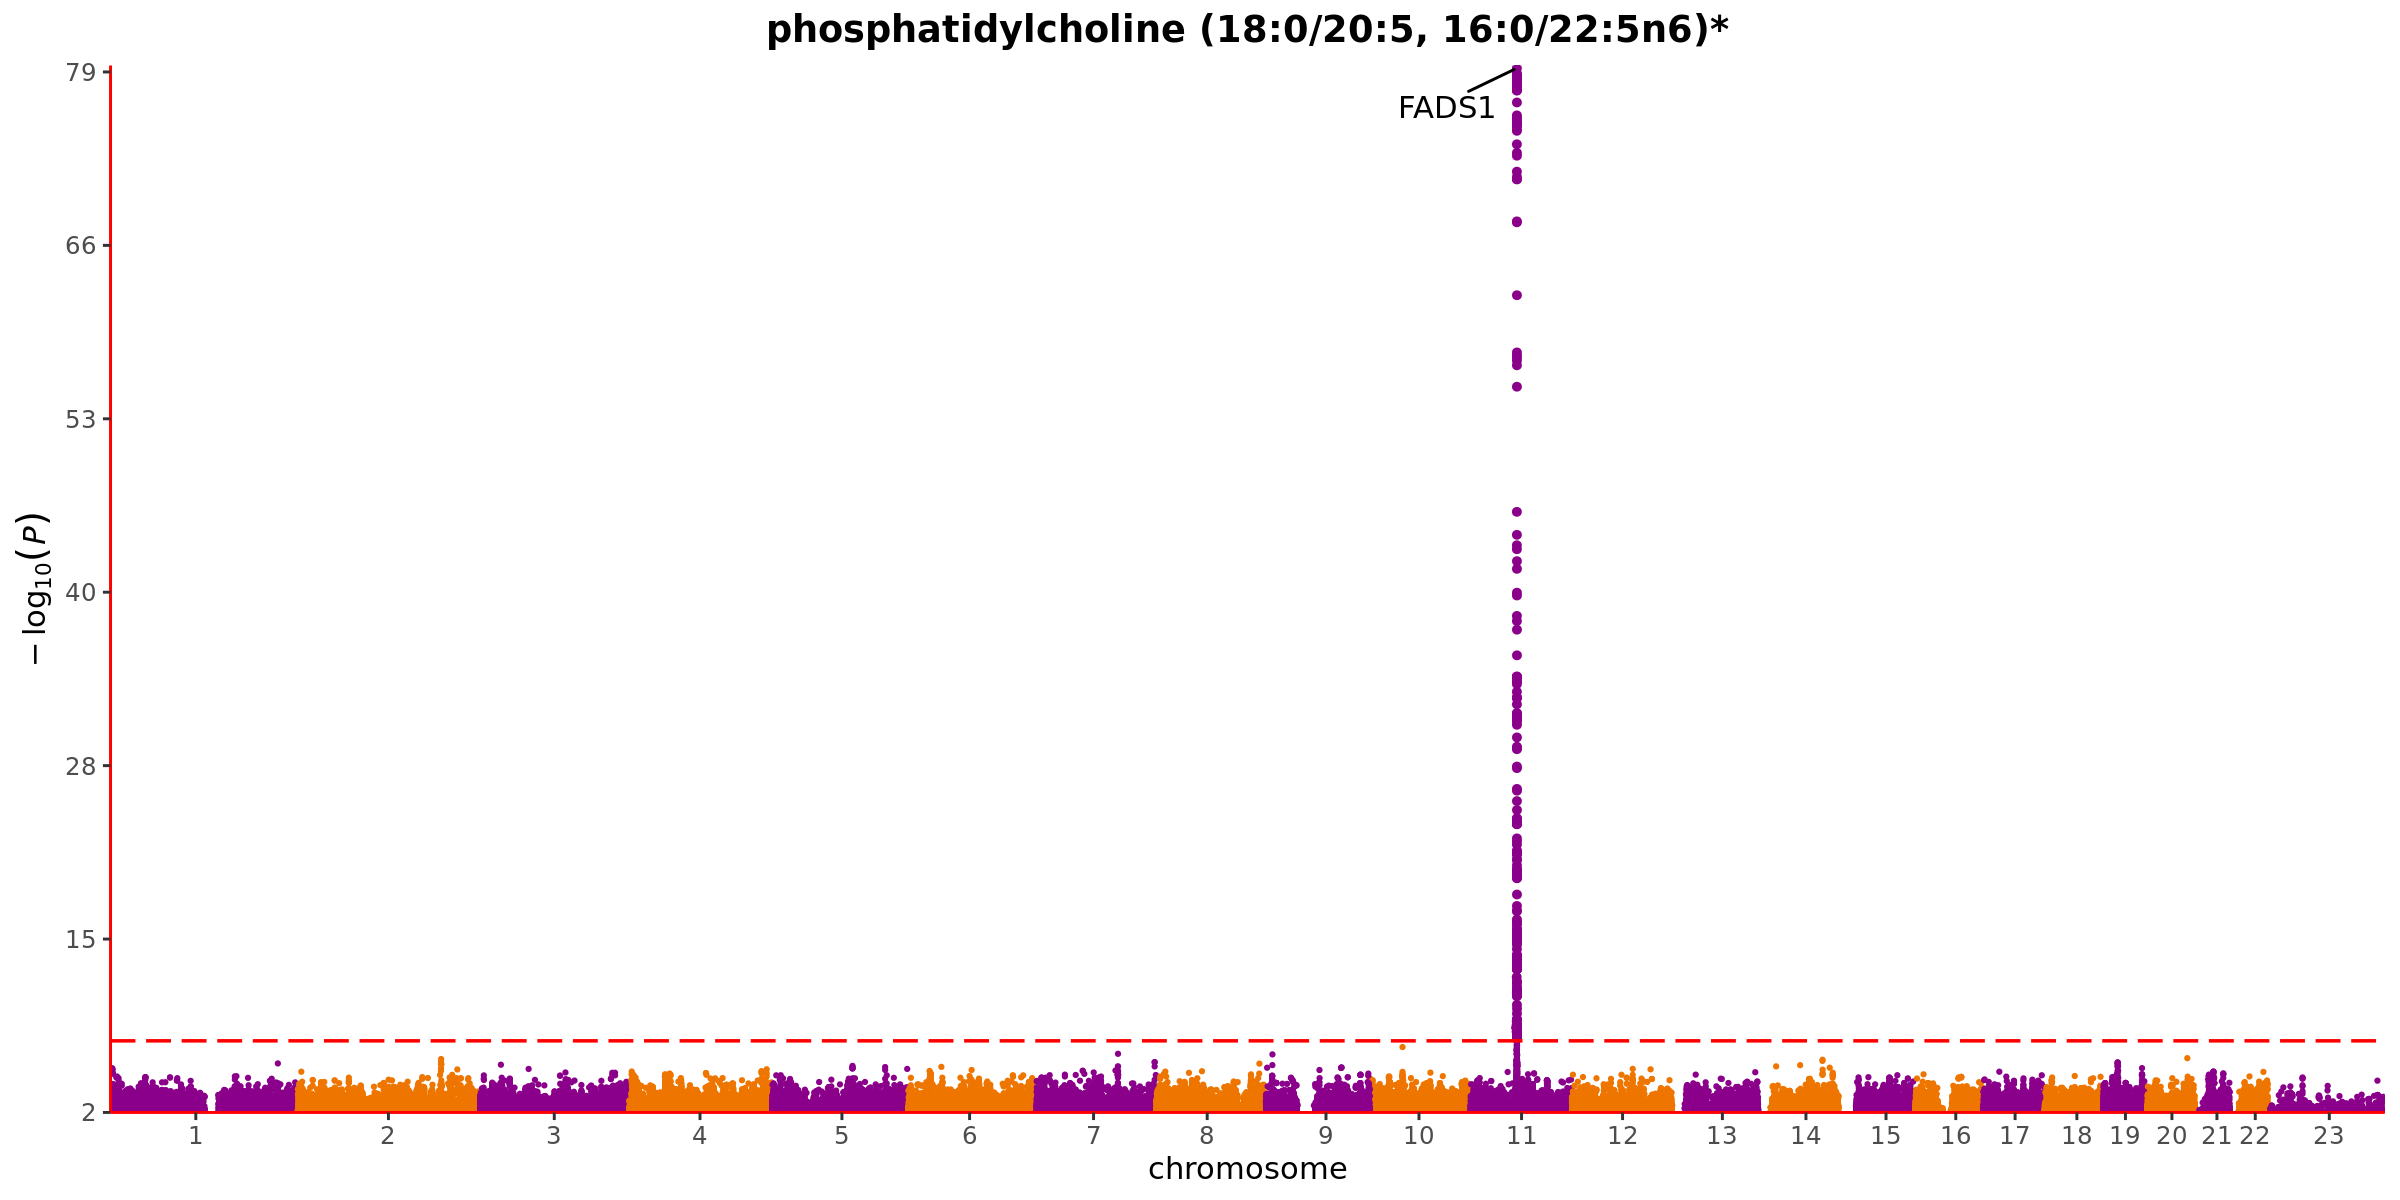 phosphatidylcholine (18:0/20:5, 16:0/22:5n6)*
79
FADS1
66
53
− log10(P)
40
28
15
2
1 2 3 4 5 6 7 8 9 10 11 12 13 14 15 16 17 18 19 20 21 22 23
chromosome